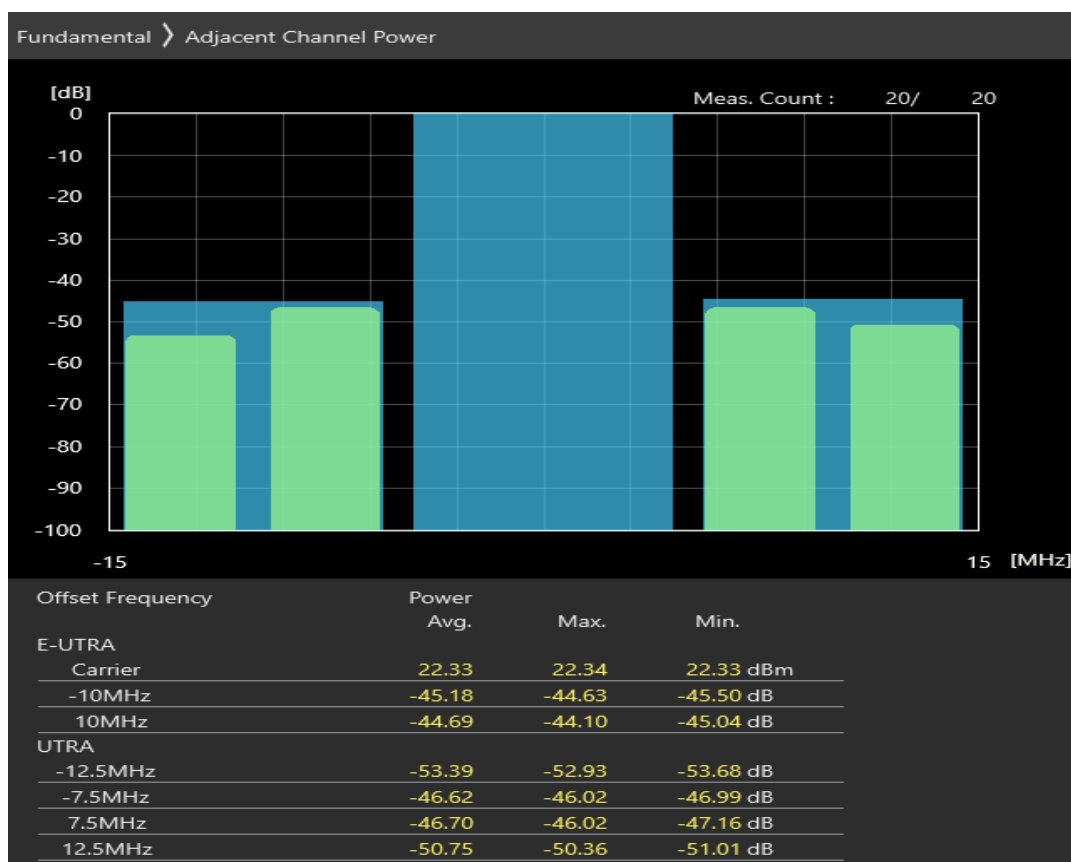 Fundamental ❯ Adjacent Channel Power
[dB]
Meas. Count : 20/ 20
0
-10
-20
-30
-40
-50
-60
-70
-80
-90
-100
-15 15 [MHz]
Offset Frequency Power
Avg. Max. Min.
E-UTRA
Carrier 22.33 22.34 22.33 dBm
-10MHz -45.18 -44.63 -45.50 dB
10MHz -44.69 -44.10 -45.04 dB
UTRA
-12.5MHz -53.39 -52.93 -53.68 dB
-7.5MHz -46.62 -46.02 -46.99 dB
7.5MHz -46.70 -46.02 -47.16 dB
12.5MHz -50.75 -50.36 -51.01 dB